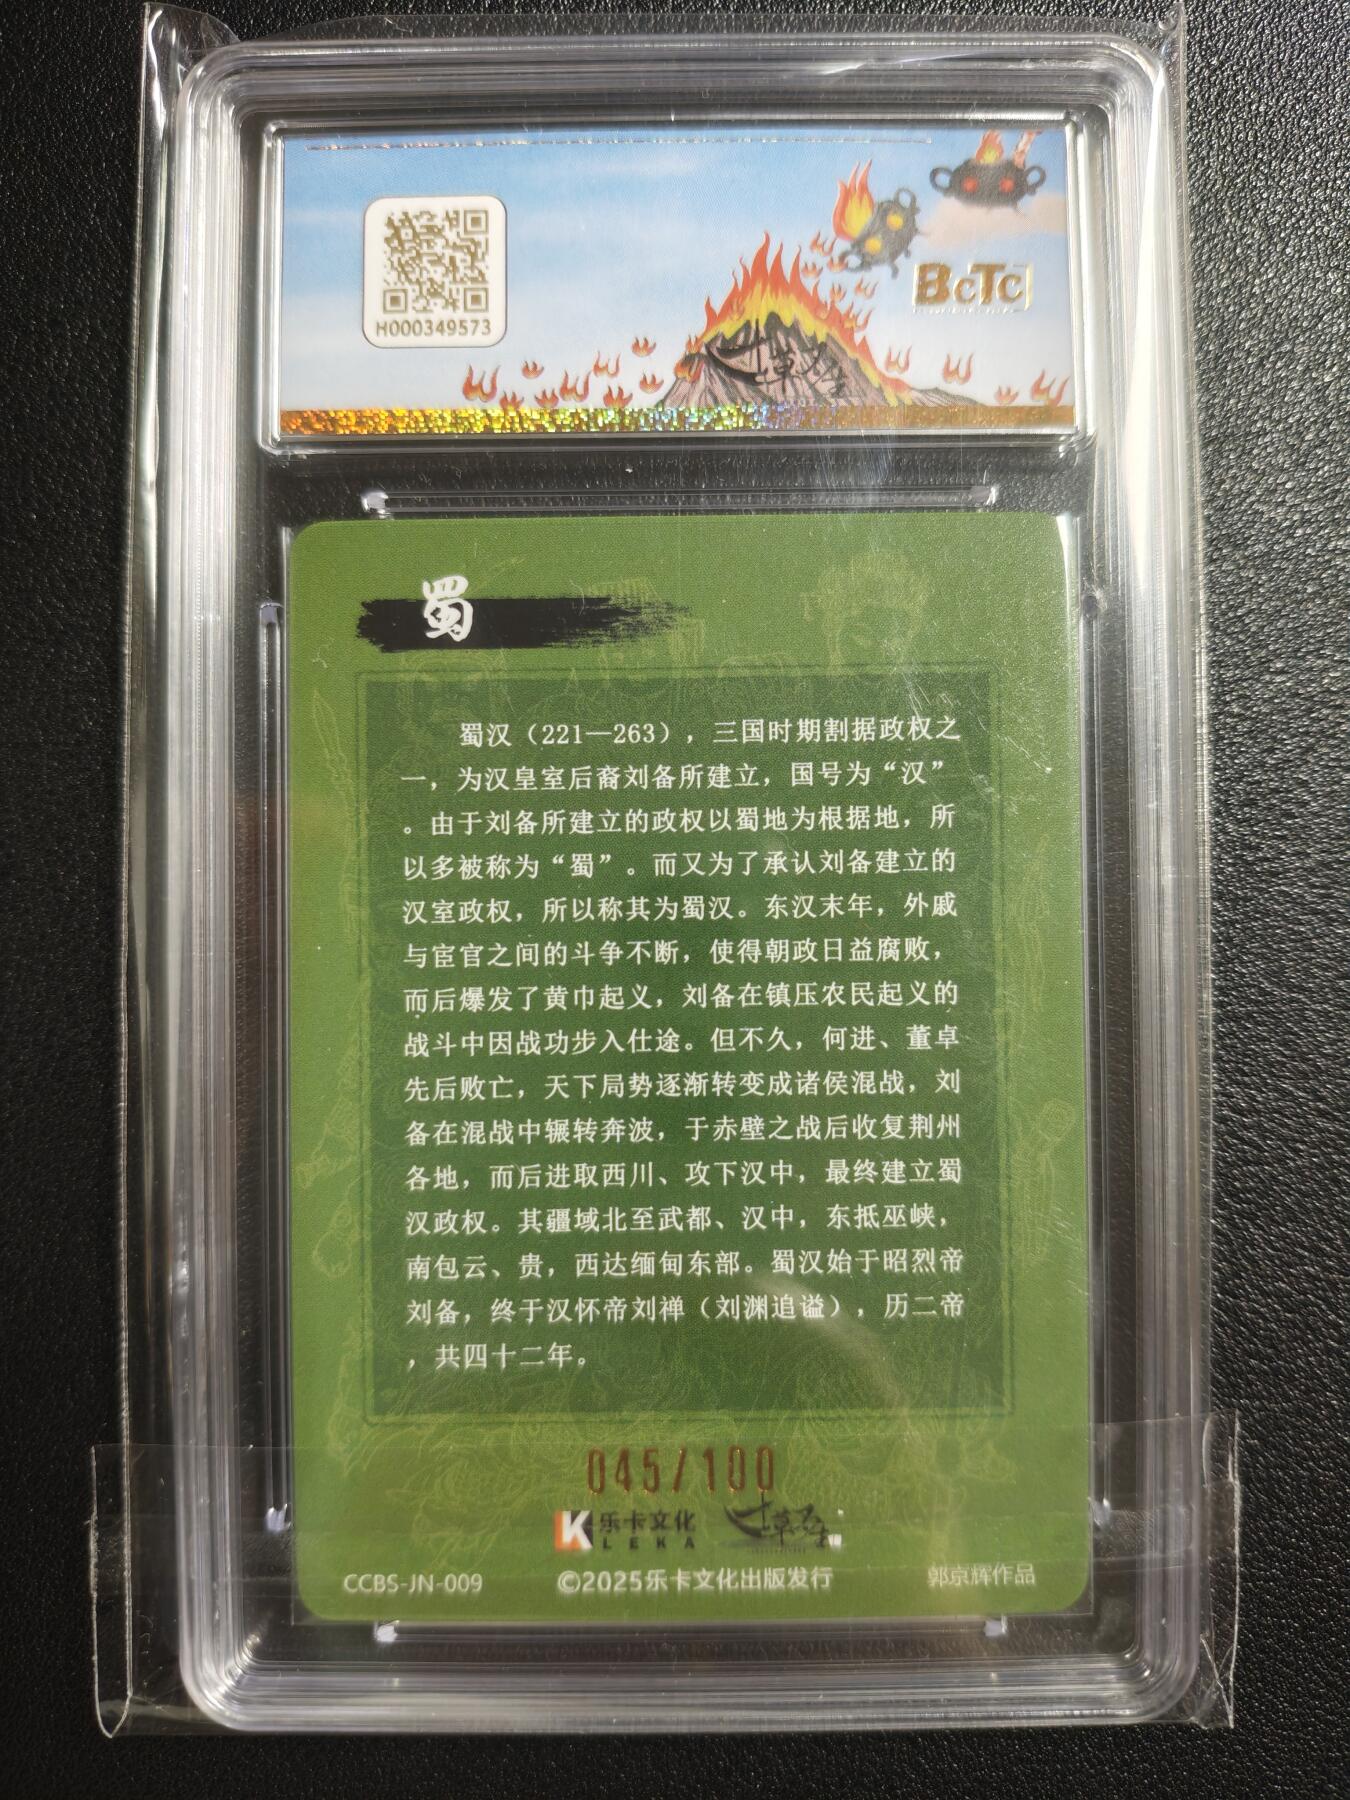 H000349573
BCTC
蜀
蜀汉（221—263），三国时期割据政权之
一，为汉皇室后裔刘备所建立，国号为“汉”
。由于刘备所建立的政权以蜀地为根据地，所
以多被称为“蜀”。而又为了承认刘备建立的
汉室政权，所以称其为蜀汉。东汉末年，外戚
与宦官之间的斗争不断，使得朝政日益腐败，
而后爆发了黄巾起义，刘备在镇压农民起义的
战斗中因战功步入仕途。但不久，何进、董卓
先后败亡，天下局势逐渐转变成诸侯混战，刘
备在混战中辗转奔波，于赤壁之战后收复荆州
各地，而后进取西川、攻下汉中，最终建立蜀
汉政权。其疆域北至武都、汉中，东抵巫峡，
南包云、贵，西达缅甸东部。蜀汉始于昭烈帝
刘备，终于汉怀帝刘禅（刘渊追谥），历二帝
，共四十二年。
045/100
乐卡文化
LEKA
CCBS-JN-009 ©2025乐卡文化出版发行 郭京辉作品